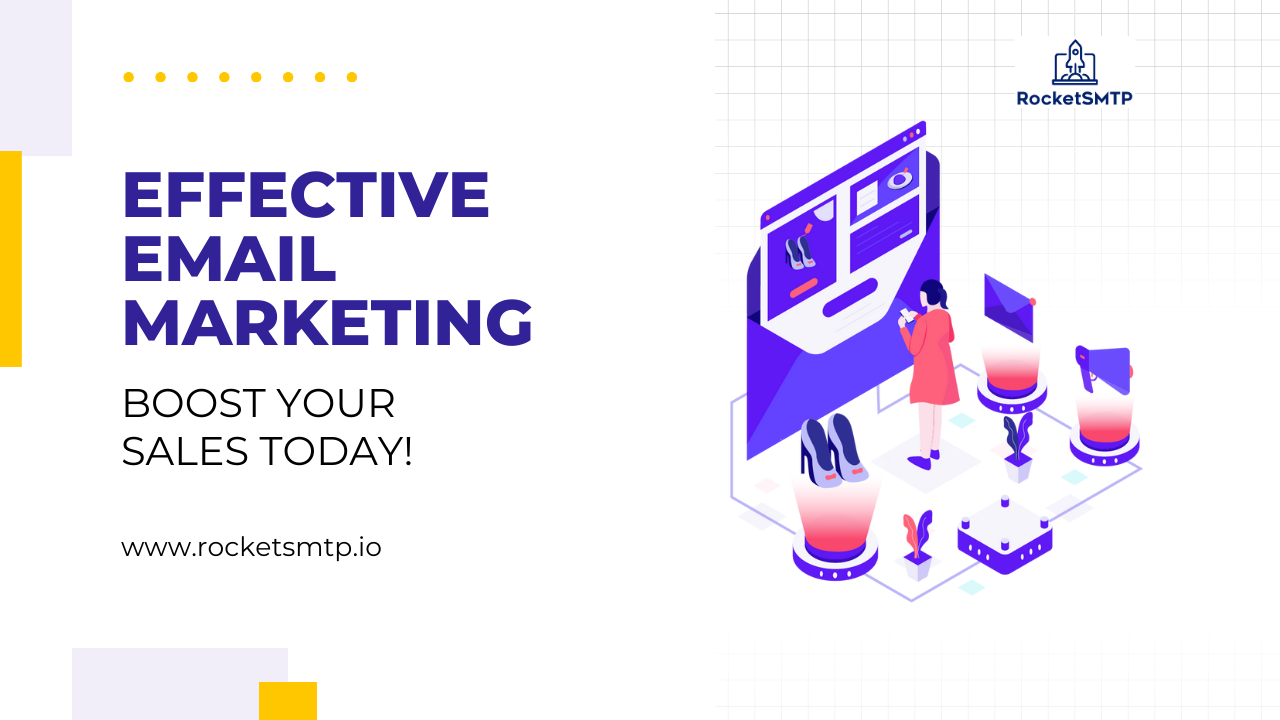 RocketSMTP
EFFECTIVE
EMAIL
MARKETING
BOOST YOUR
SALES TODAY!
www.rocketsmtp.io